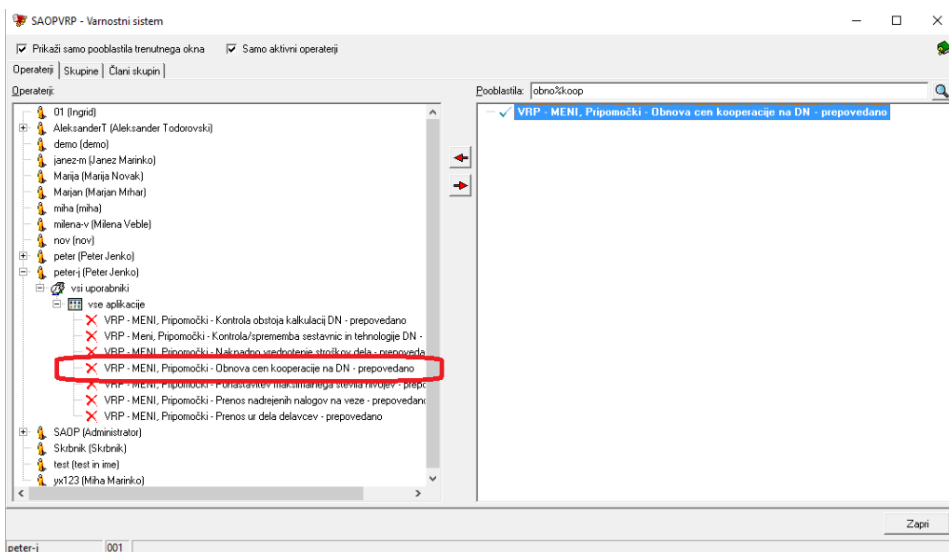 SAOPVRP - Varnostni sistem
Prikaži samo pooblastila trenutnega okna
Samo aktivni operaterji
Operaterji
Skupine
Člani skupin
Operaterji:
Pooblastila:
obno%koop
01 (Ingrid)
AleksanderT (Aleksander Todorovski)
demo (demo)
janez-m (Janez Marinko)
Marija (Marija Novak)
Marjan (Marjan Mrhar)
miha (miha)
milena-v (Milena Veble)
nov (nov)
peter (Peter Jenko)
peter-j (Peter Jenko)
vsi uporabniki
vse aplikacije
VRP - MENI, Pripomočki - Kontrola obstoja kalkulacij DN - prepovedano
VRP - Meni, Pripomočki - Kontrola/sprememba sestavnic in tehnologije DN -
VRP - MENI, Pripomočki - Naknadno vrednotenje stroškov dela - prepoveda
VRP - MENI, Pripomočki - Obnova cen kooperacije na DN - prepovedano
VRP - MENI, Pripomočki - Ponastavitev maksimalnega števila nivojev - prepo
VRP - MENI, Pripomočki - Prenos nadrejenih nalogov na veze - prepovedano
VRP - MENI, Pripomočki - Prenos ur dela delavcev - prepovedano
SAOP (Administrator)
Skrbnik (Skrbnik)
test (test in ime)
yx123 (Miha Marinko)
VRP - MENI, Pripomočki - Obnova cen kooperacije na DN - prepovedano
Zapri
peter-j
001